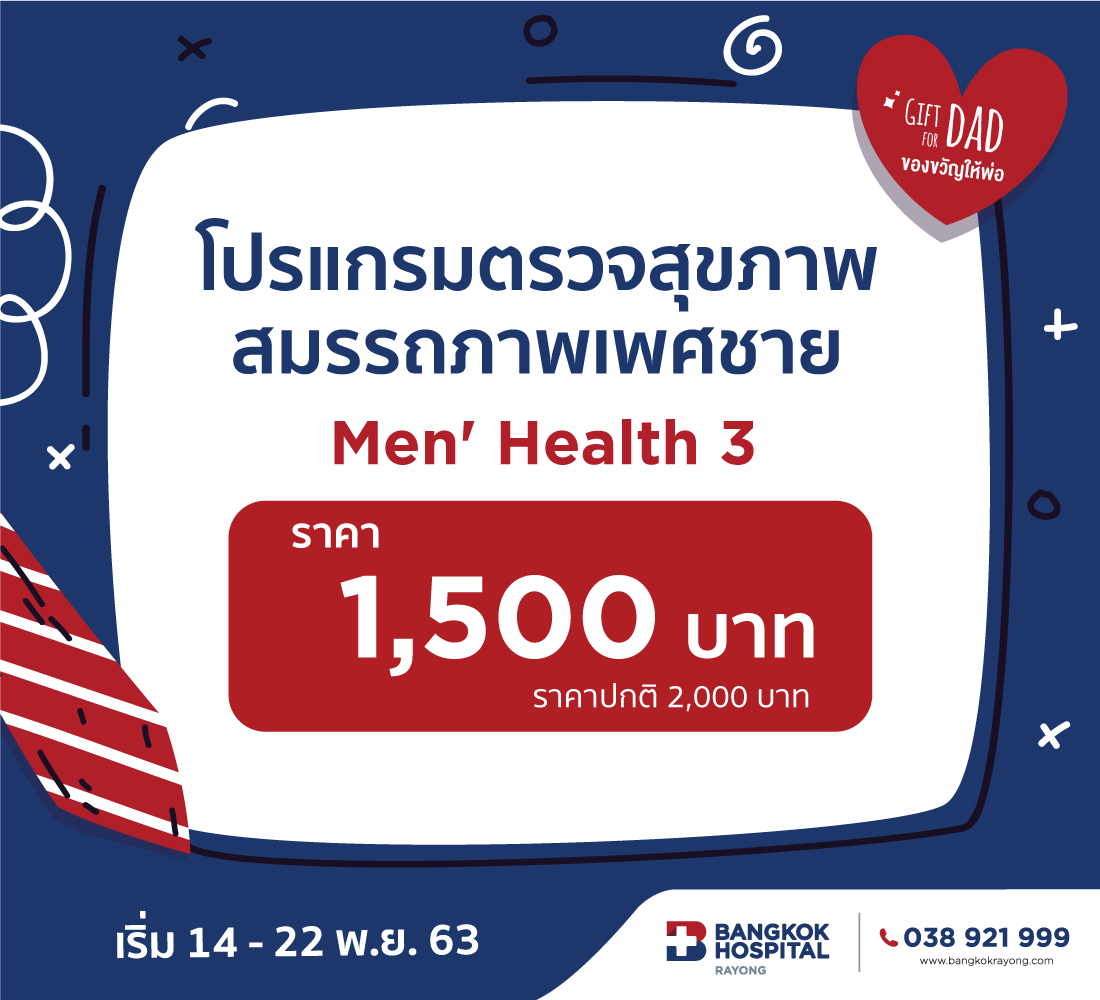 GIFT FOR DAD
ของขวัญให้พ่อ
โปรแกรมตรวจสุขภาพ
สมรรถภาพเพศชาย
Men' Health 3
ราคา
1,500 บาท
ราคาปกติ 2,000 บาท
เริ่ม 14 - 22 พ.ย. 63
BANGKOK
HOSPITAL
RAYONG
038 921 999
www.bangkokrayong.com